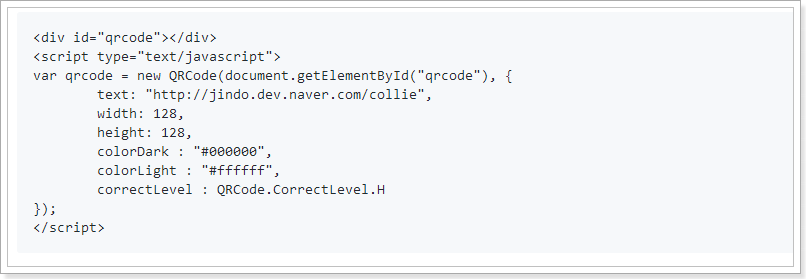 <div id="qrcode"></div>
<script type="text/javascript">
var qrcode = new QRCode(document.getElementById("qrcode"), {
        text: "http://jindo.dev.naver.com/collie",
        width: 128,
        height: 128,
        colorDark : "#000000",
        colorLight : "#ffffff",
        correctLevel : QRCode.CorrectLevel.H
});
</script>